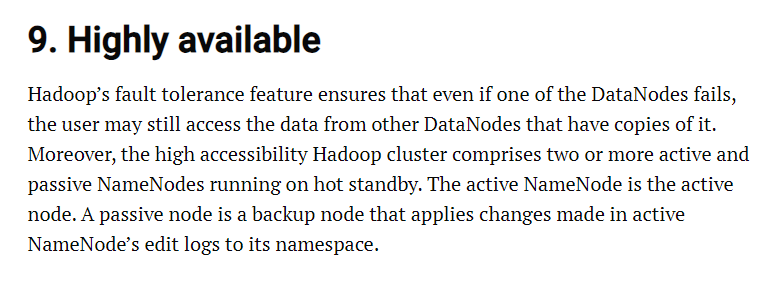 9. Highly available
Hadoop’s fault tolerance feature ensures that even if one of the DataNodes fails,
the user may still access the data from other DataNodes that have copies of it.
Moreover, the high accessibility Hadoop cluster comprises two or more active and
passive NameNodes running on hot standby. The active NameNode is the active
node. A passive node is a backup node that applies changes made in active
NameNode’s edit logs to its namespace.